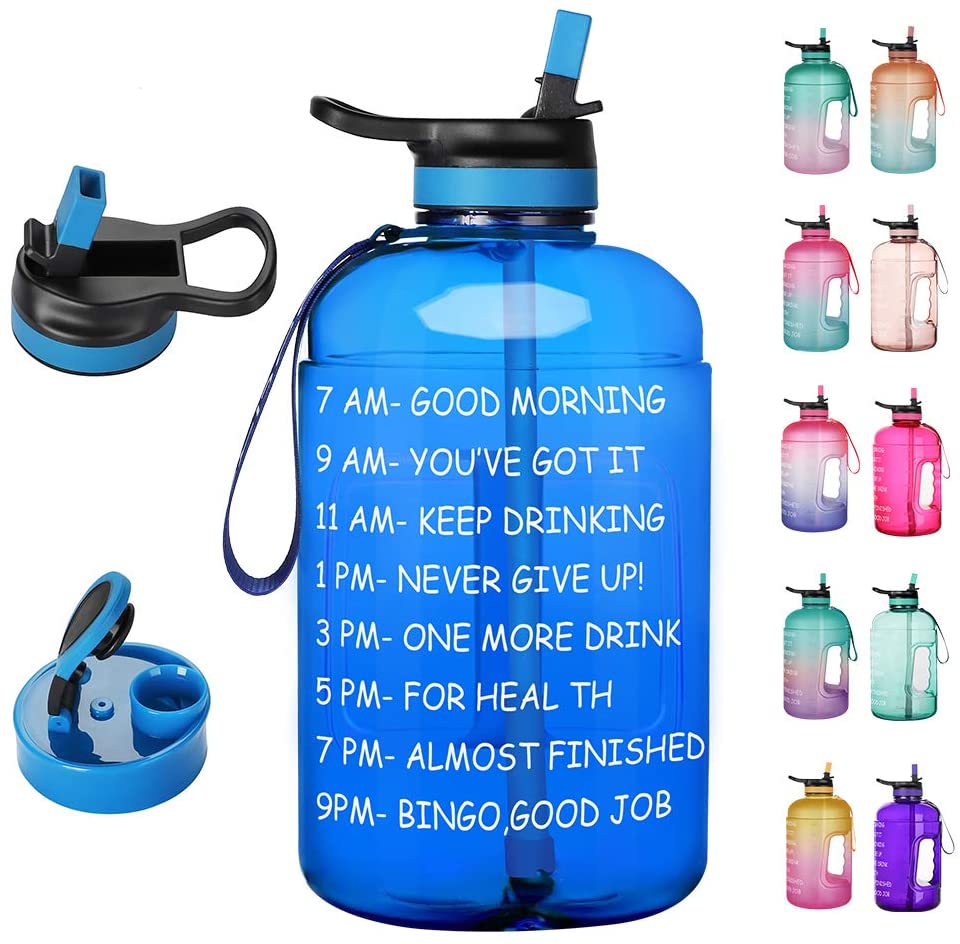 7 AM- GOOD MORNING
9 AM- YOU'VE GOT IT
11 AM- KEEP DRINKING
1 PM- NEVER GIVE UP!
3 PM- ONE MORE DRINK
5 PM- FOR HEAL TH
7 PM- ALMOST FINISHED
9PM- BINGO,GOOD JOB